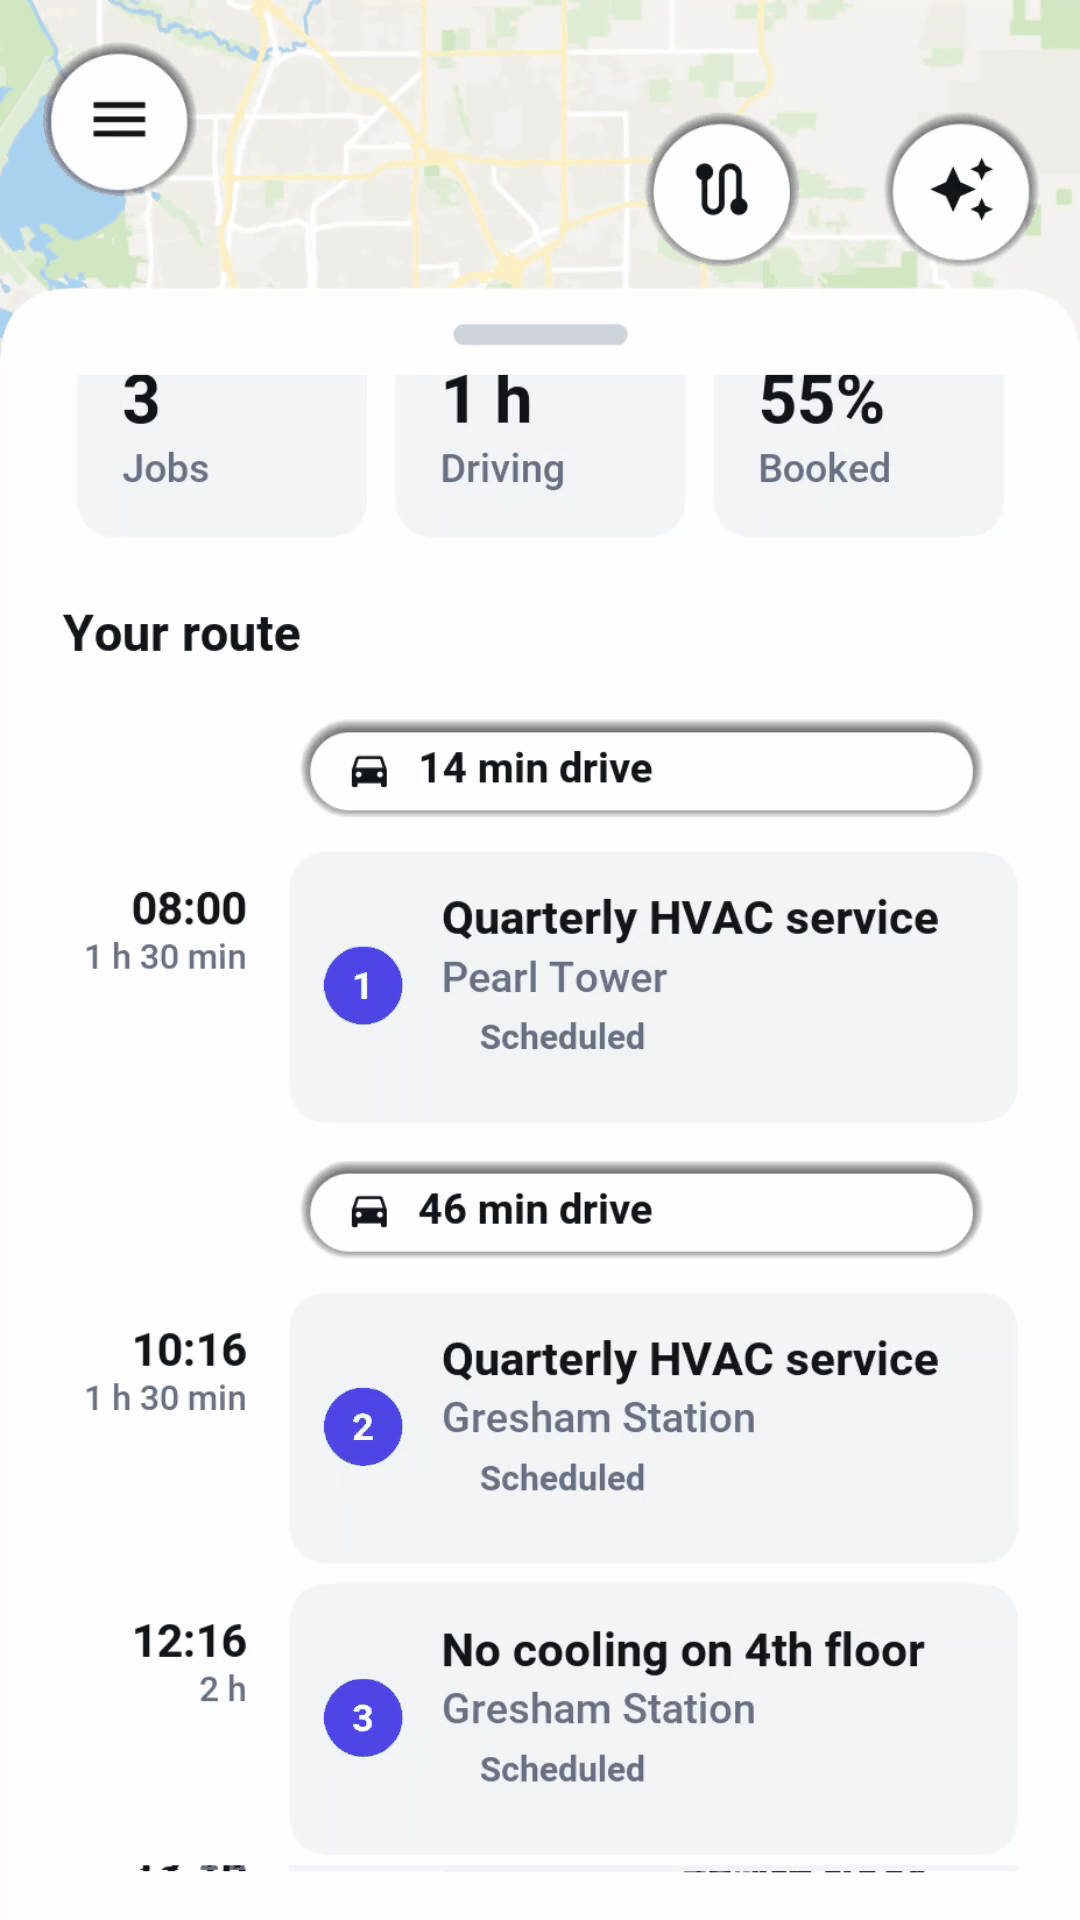 3
Jobs
1 h
Driving
55%
Booked
Your route
14 min drive
08:00
1 h 30 min
1
Quarterly HVAC service
Pearl Tower
Scheduled
46 min drive
10:16
1 h 30 min
2
Quarterly HVAC service
Gresham Station
Scheduled
12:16
2 h
3
No cooling on 4th floor
Gresham Station
Scheduled